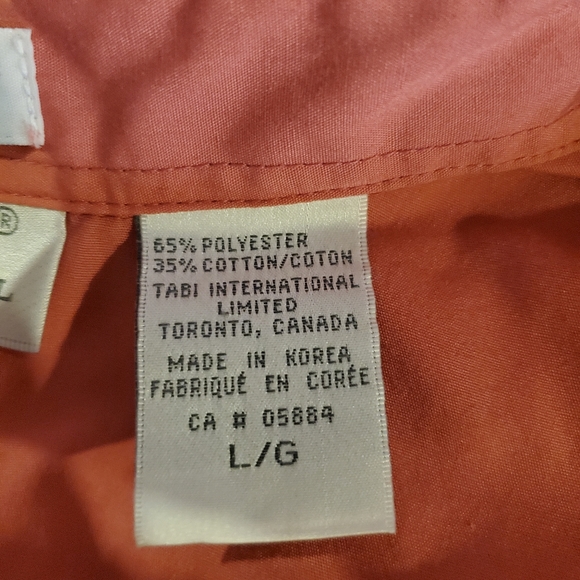 ®
L
65% POLYESTER
35% COTTON/COTON
TABI INTERNATIONAL
LIMITED
TORONTO, CANADA
MADE IN KOREA
FABRIQUÉ EN CORÉE
CA # 05884
L/G